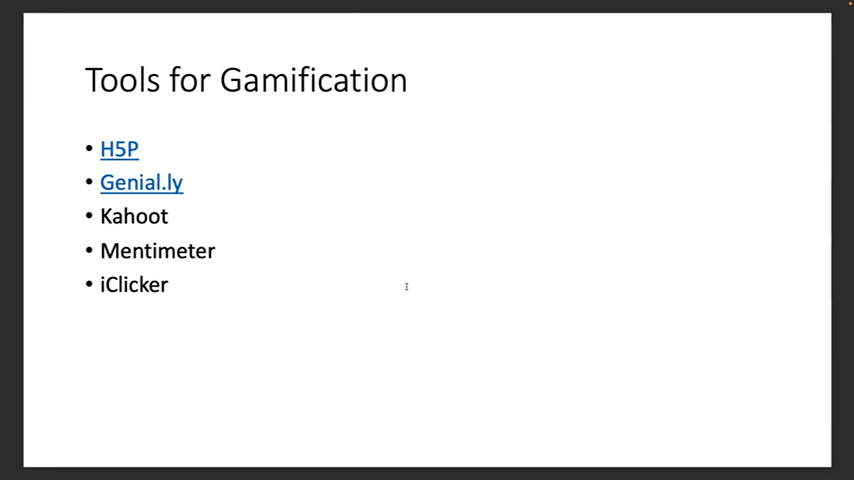 Tools for Gamification
• H5P
• Genial.ly
• Kahoot
• Mentimeter
• iClicker